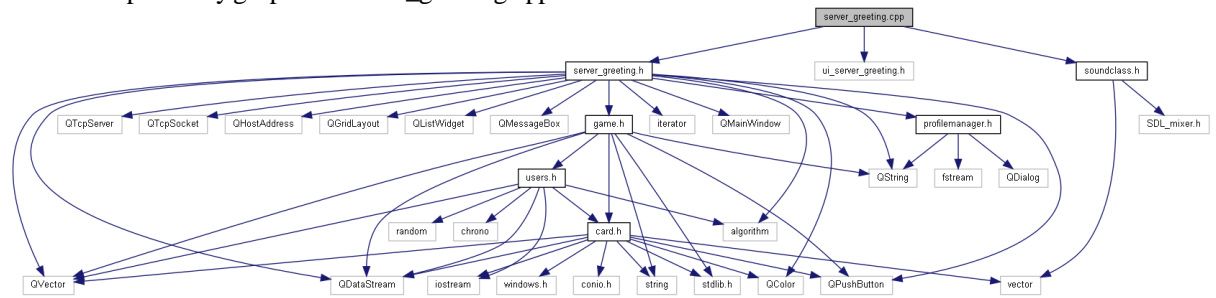 server_greeting.cpp
server_greeting.h
ui_server_greeting.h
soundclass.h
QTcpServer
QTcpSocket
QHostAddress
QGridLayout
QListWidget
QMessageBox
game.h
iterator
QMainWindow
profilemanager.h
SDL_mixer.h
users.h
QString
fstream
QDialog
random
chrono
card.h
algorithm
QVector
QDataStream
iostream
windows.h
conio.h
string
stdlib.h
QColor
QPushButton
vector